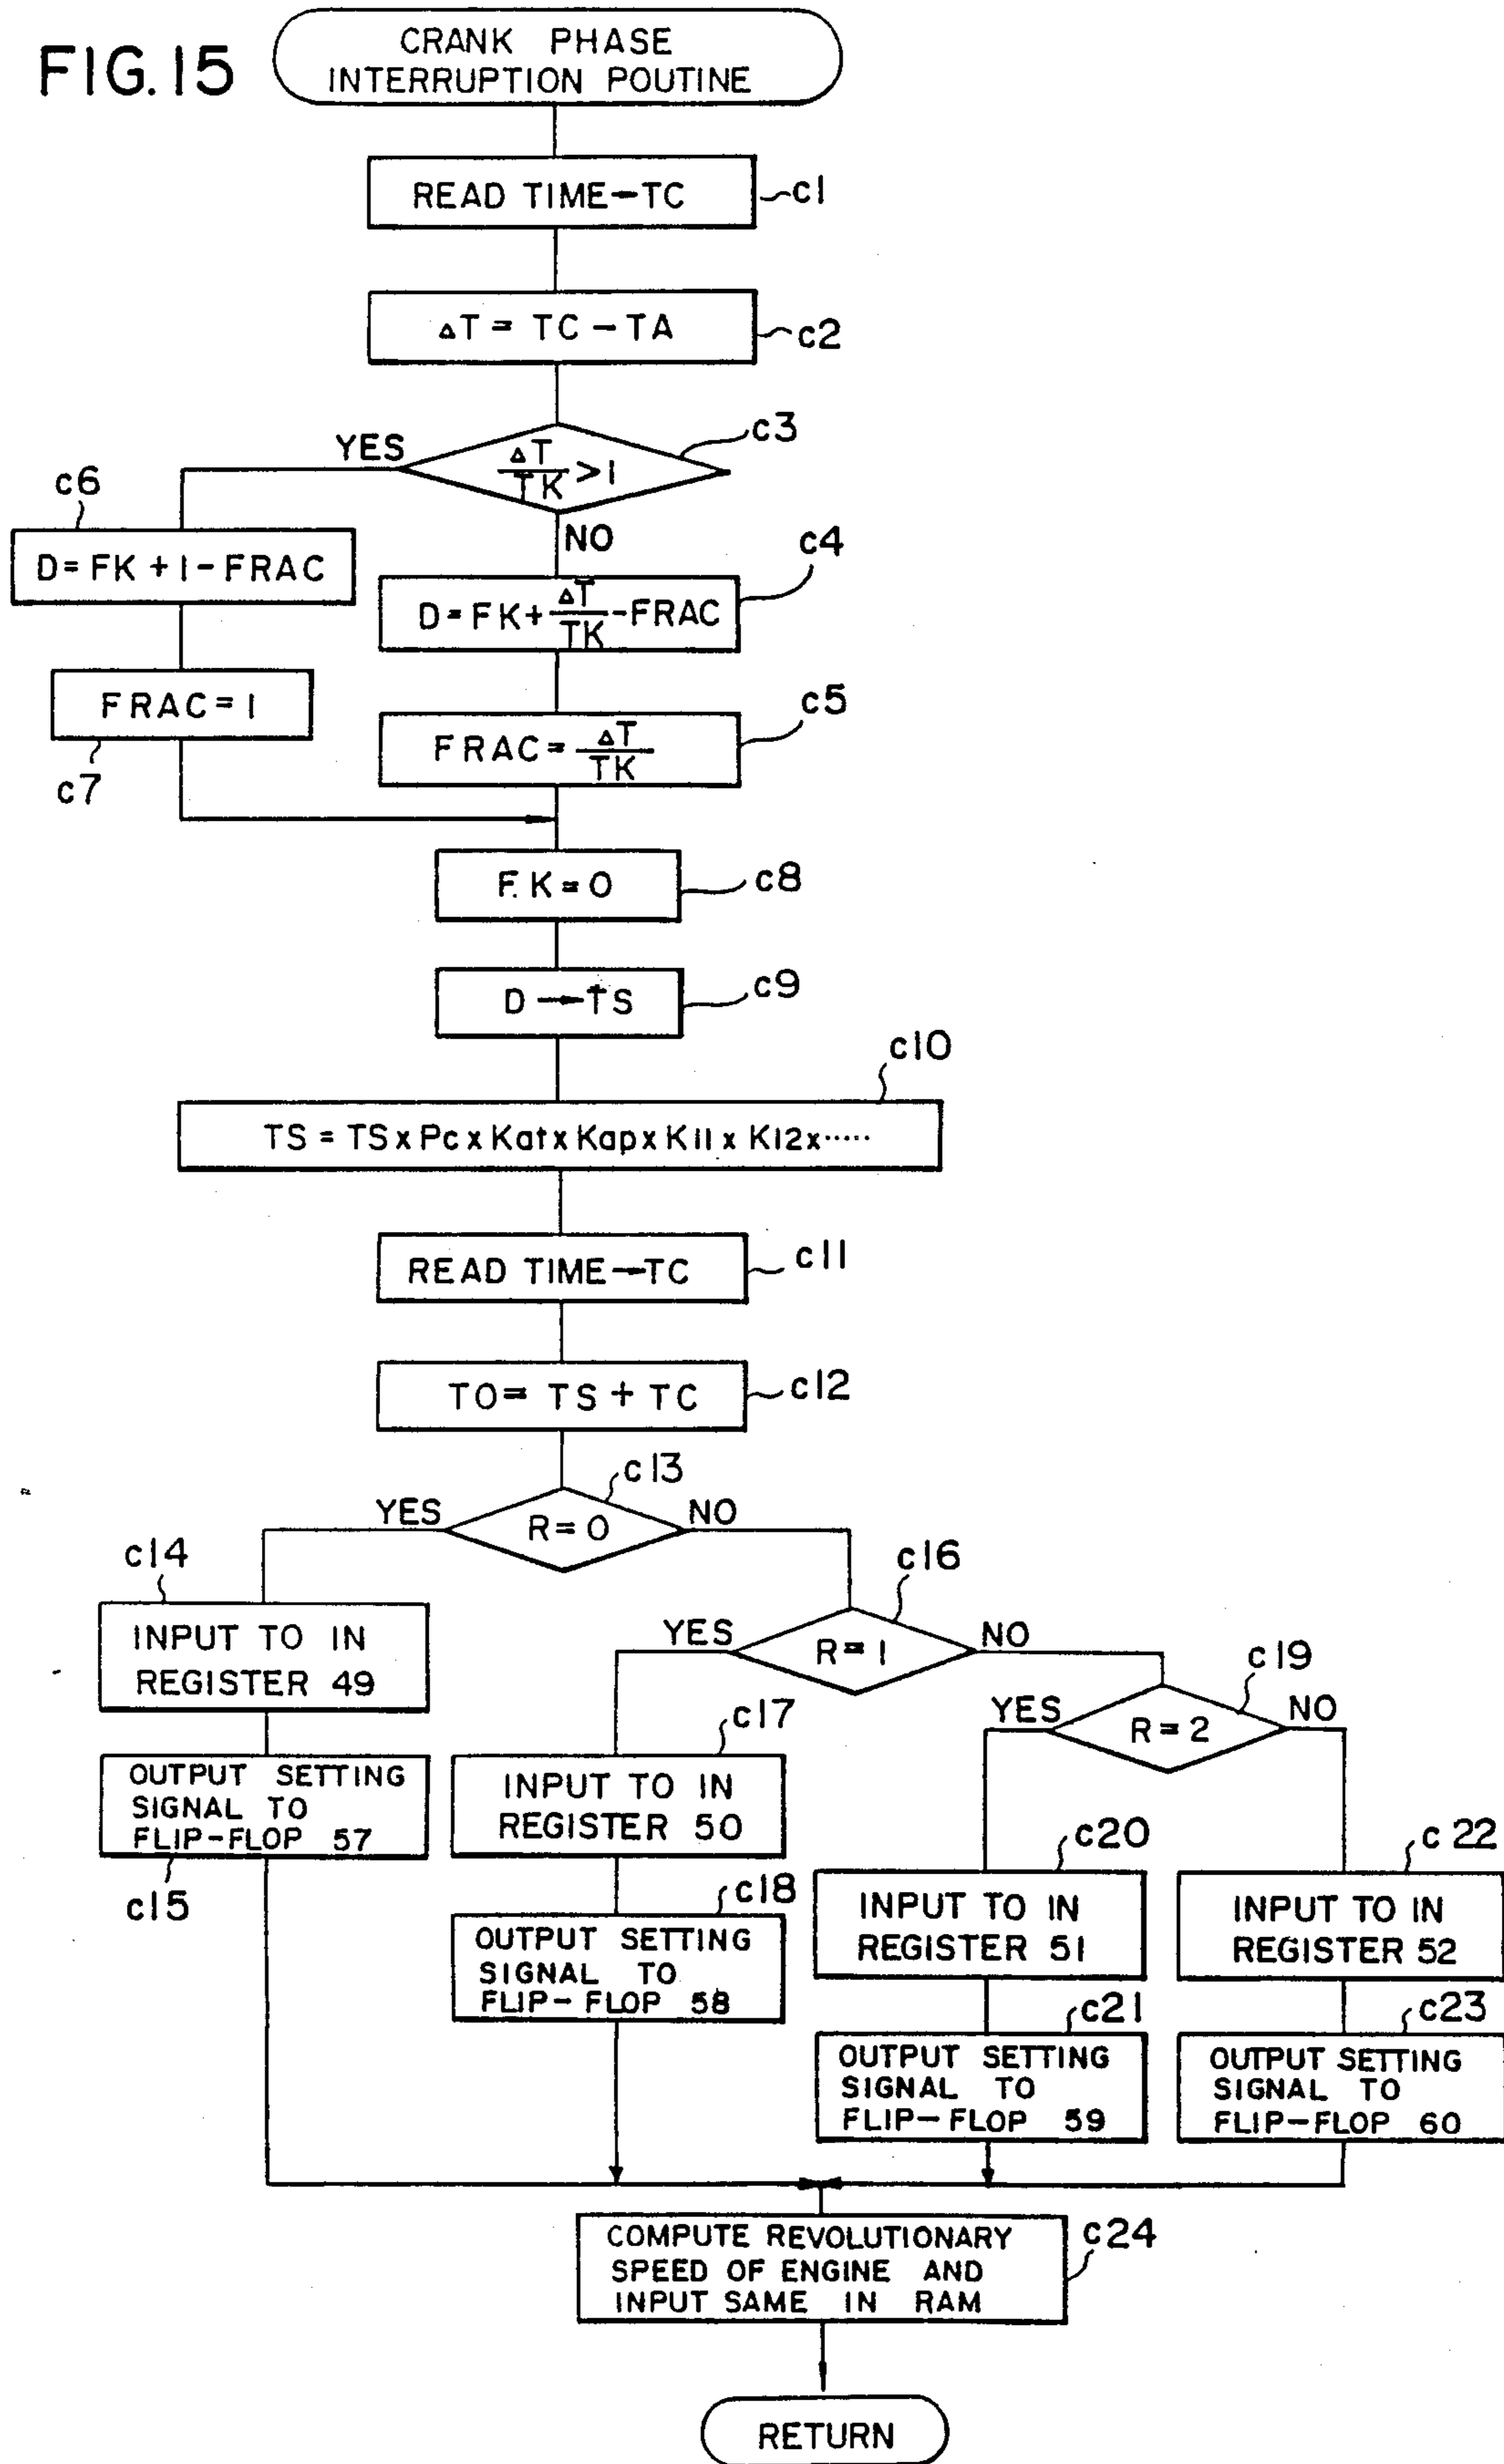 FIG. 15
CRANK PHASE
INTERRUPTION POUTINE
READ TIME→TC
c1
ΔT = TC - TA
c2
c3
YES
ΔT/TK > 1
NO
c6
D = FK + 1 - FRAC
c4
D = FK + ΔT/TK - FRAC
FRAC = 1
c7
c5
FRAC = ΔT/TK
F.K = 0
c8
D → TS
c9
c10
TS = TS x Pc x Kat x Kap x K11 x K12 x ·····
READ TIME→TC
c11
TO = TS + TC
c12
c13
YES
R = 0
NO
c14
INPUT TO IN
REGISTER 49
OUTPUT SETTING
SIGNAL TO
FLIP-FLOP 57
c15
c16
YES
R = 1
NO
c17
INPUT TO IN
REGISTER 50
c18
OUTPUT SETTING
SIGNAL TO
FLIP-FLOP 58
c19
YES
R = 2
NO
c20
INPUT TO IN
REGISTER 51
c21
OUTPUT SETTING
SIGNAL TO
FLIP-FLOP 59
c22
INPUT TO IN
REGISTER 52
c23
OUTPUT SETTING
SIGNAL TO
FLIP-FLOP 60
COMPUTE REVOLUTIONARY
SPEED OF ENGINE AND
INPUT SAME IN RAM
c24
RETURN